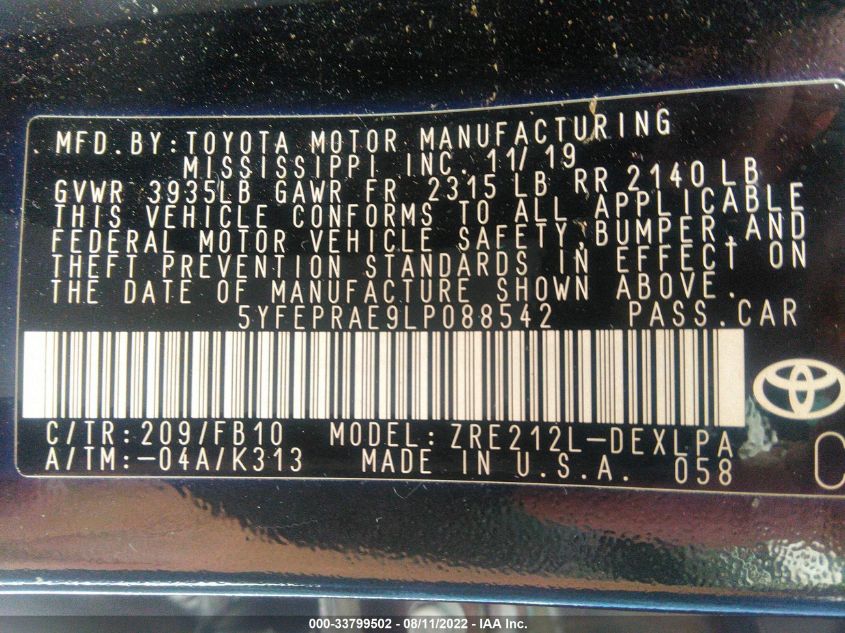 MFD.BY:TOYOTA MOTOR MANUFACTURING
MISSISSIPPI INC. 11/19
GVWR 3935LB GAWR FR 2315 LB RR 2140 LB
THIS VEHICLE CONFORMS TO ALL APPLICABLE
FEDERAL MOTOR VEHICLE SAFETY,BUMPER,AND
THEFT PREVENTION STANDARDS IN EFFECT ON
THE DATE OF MANUFACTURE SHOWN ABOVE.
5YFEPRAE9LP088542 PASS.CAR
C/TR:209/FB10 MODEL:ZRE212L-DEXLPA
A/TM:-04A/K313 MADE IN U.S.A. 058
C
000-33799502 - 08/11/2022 - IAA Inc.